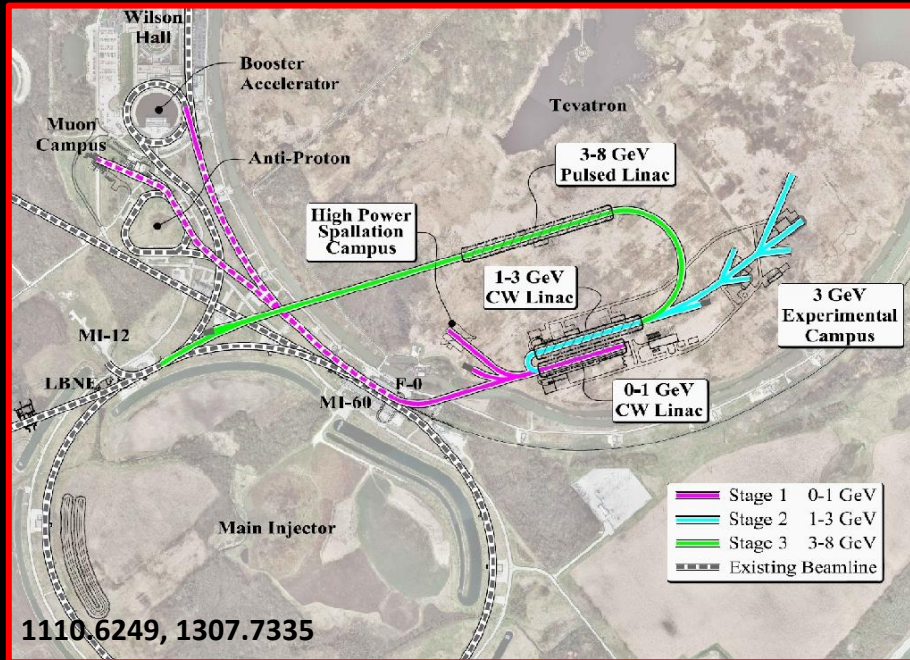 Wilson
Hall
Booster
Accelerator
Muon
Campus
Anti-Proton
Tevatron
3-8 GeV
Pulsed Linac
High Power
Spallation
Campus
1-3 GeV
CW Linac
3 GeV
Experimental
Campus
MI-12
LBNE
F-0
MI-60
0-1 GeV
CW Linac
Main Injector
Stage 1 0-1 GeV
Stage 2 1-3 GeV
Stage 3 3-8 GeV
Existing Beamline
1110.6249, 1307.7335